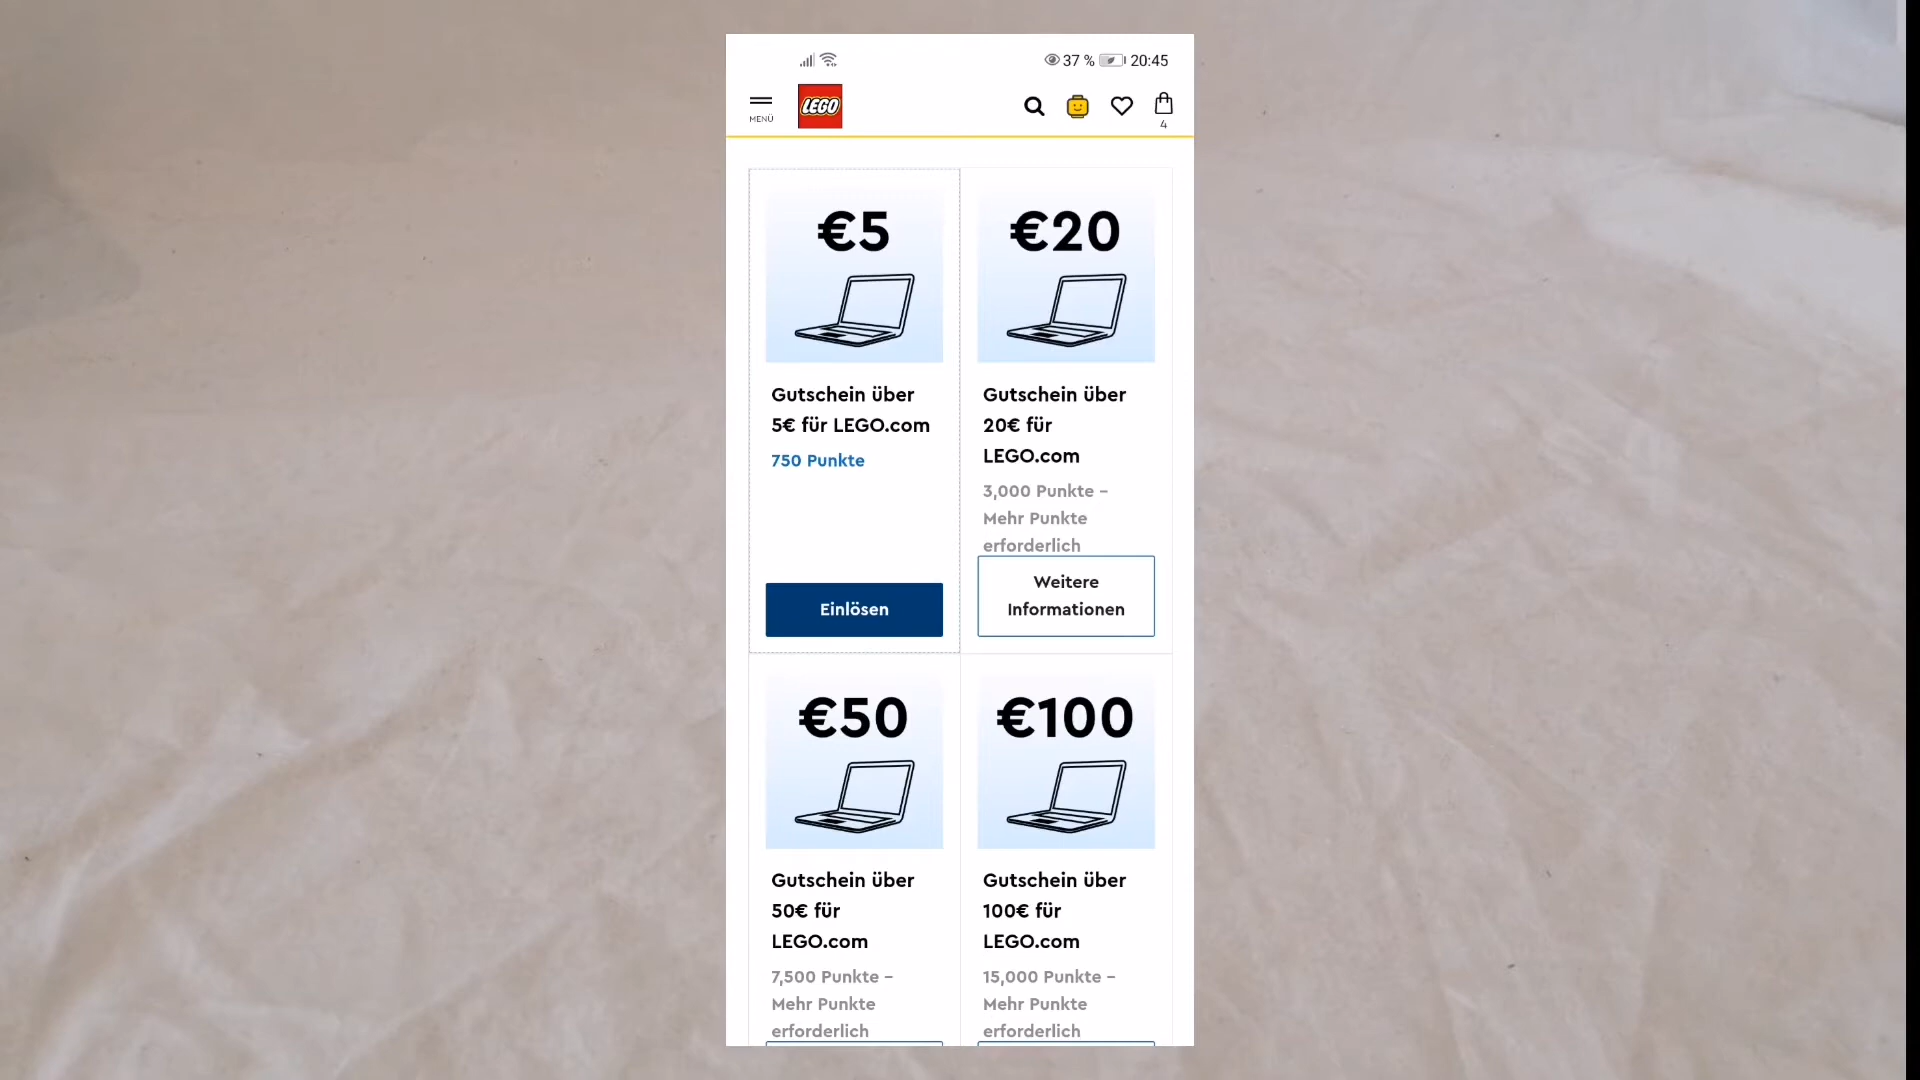 37 % 20:45
MENÜ
LEGO
4
€5
Gutschein über
5€ für LEGO.com
750 Punkte
Einlösen
€20
Gutschein über
20€ für
LEGO.com
3,000 Punkte –
Mehr Punkte
erforderlich
Weitere
Informationen
€50
Gutschein über
50€ für
LEGO.com
7,500 Punkte –
Mehr Punkte
erforderlich
€100
Gutschein über
100€ für
LEGO.com
15,000 Punkte –
Mehr Punkte
erforderlich